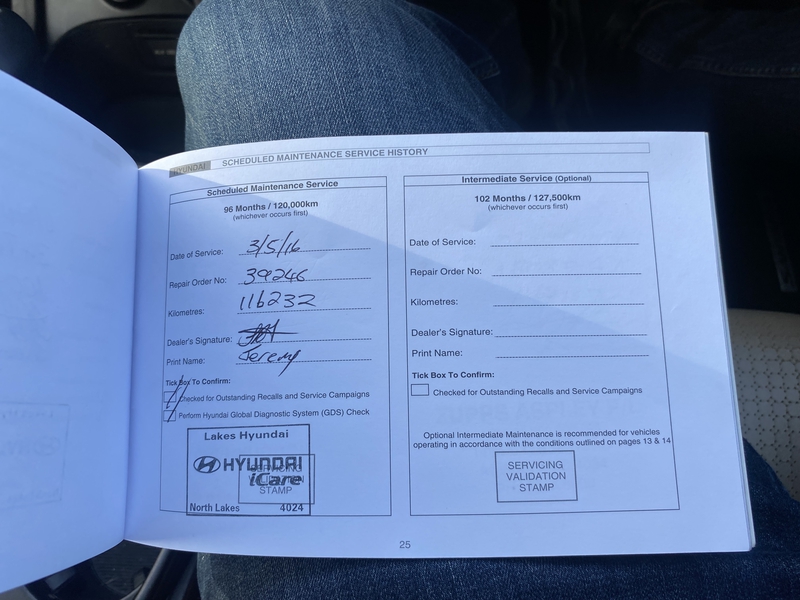 HYUNDAI SCHEDULED MAINTENANCE SERVICE HISTORY
Scheduled Maintenance Service
96 Months / 120,000km
(whichever occurs first)
Date of Service: 3/5/16
Repair Order No: 39246
Kilometres: 116232
Dealer's Signature:
Print Name: Jeremy
Tick Box To Confirm:
Checked for Outstanding Recalls and Service Campaigns
Perform Hyundai Global Diagnostic System (GDS) Check
Lakes Hyundai
HYUNDAI
iCare
SERVICING
VALIDATION
STAMP
North Lakes 4024
Intermediate Service (Optional)
102 Months / 127,500km
(whichever occurs first)
Date of Service:
Repair Order No:
Kilometres:
Dealer's Signature:
Print Name:
Tick Box To Confirm:
Checked for Outstanding Recalls and Service Campaigns
Optional Intermediate Maintenance is recommended for vehicles
operating in accordance with the conditions outlined on pages 13 & 14
SERVICING
VALIDATION
STAMP
25